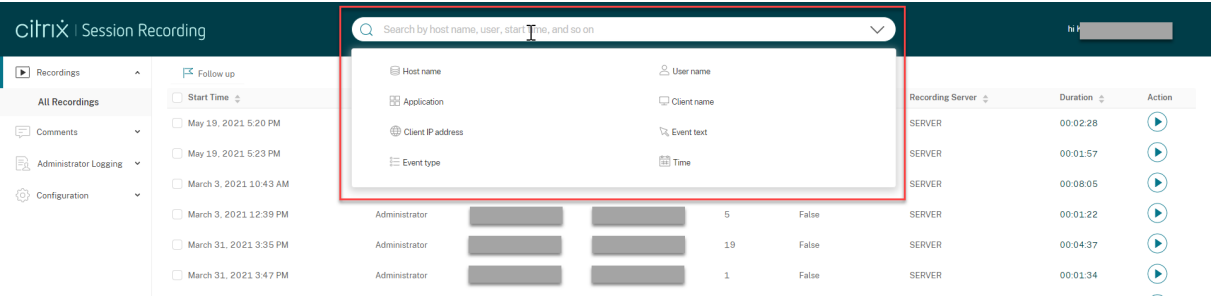 citrix | Session Recording
Search by host name, user, start time, and so on
hi
Recordings
All Recordings
Comments
Administrator Logging
Configuration
Follow up
Host name
User name
Application
Client name
Client IP address
Event text
Event type
Time
Start Time Recording Server Duration Action
May 19, 2021 5:20 PM SERVER 00:02:28
May 19, 2021 5:23 PM SERVER 00:01:57
March 3, 2021 10:43 AM SERVER 00:08:05
March 3, 2021 12:39 PM Administrator 5 False SERVER 00:01:22
March 31, 2021 3:35 PM Administrator 19 False SERVER 00:04:37
March 31, 2021 3:47 PM Administrator 1 False SERVER 00:01:34